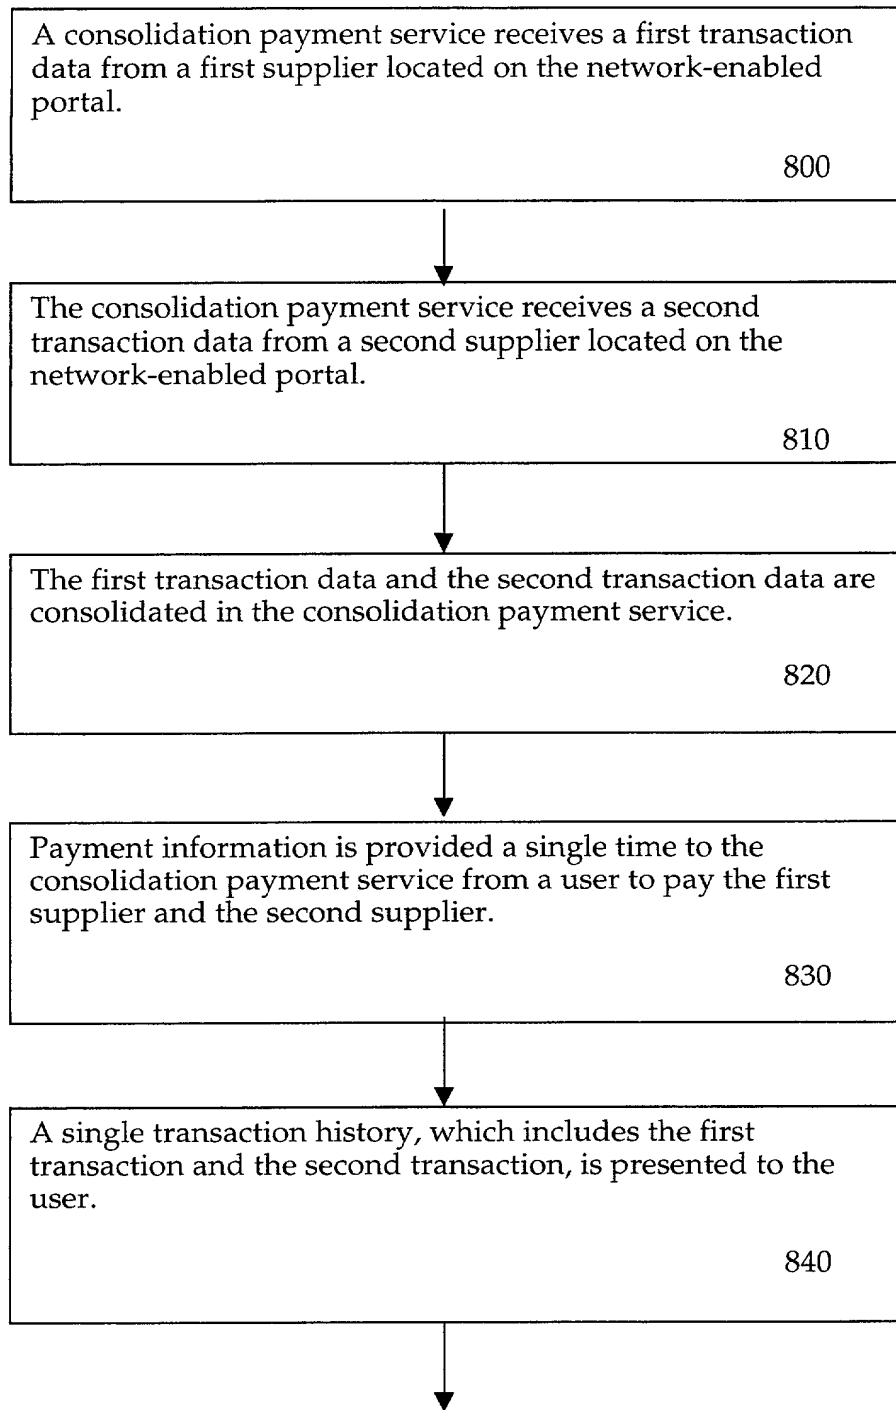 A consolidation payment service receives a first transaction
data from a first supplier located on the network-enabled
portal.
800
The consolidation payment service receives a second
transaction data from a second supplier located on the
network-enabled portal.
810
The first transaction data and the second transaction data are
consolidated in the consolidation payment service.
820
Payment information is provided a single time to the
consolidation payment service from a user to pay the first
supplier and the second supplier.
830
A single transaction history, which includes the first
transaction and the second transaction, is presented to the
user.
840